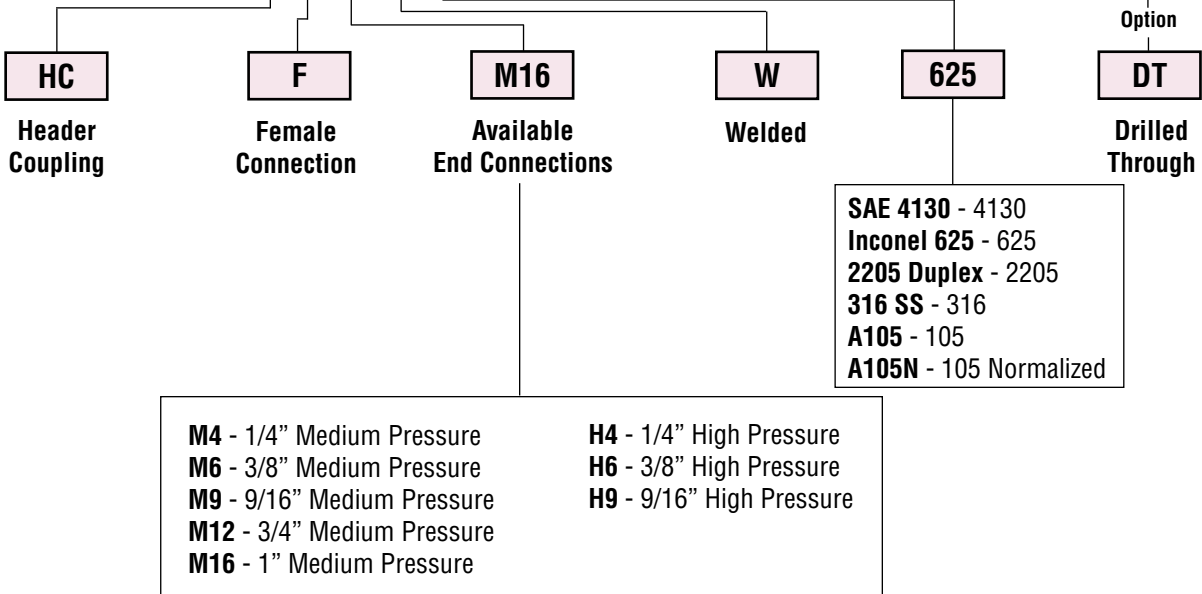 Option
HC
F
M16
W
625
DT
Header
Coupling
Female
Connection
Available
End Connections
Welded
Drilled
Through
SAE 4130 - 4130
Inconel 625 - 625
2205 Duplex - 2205
316 SS - 316
A105 - 105
A105N - 105 Normalized
M4 - 1/4” Medium Pressure
M6 - 3/8” Medium Pressure
M9 - 9/16” Medium Pressure
M12 - 3/4” Medium Pressure
M16 - 1” Medium Pressure
H4 - 1/4” High Pressure
H6 - 3/8” High Pressure
H9 - 9/16” High Pressure